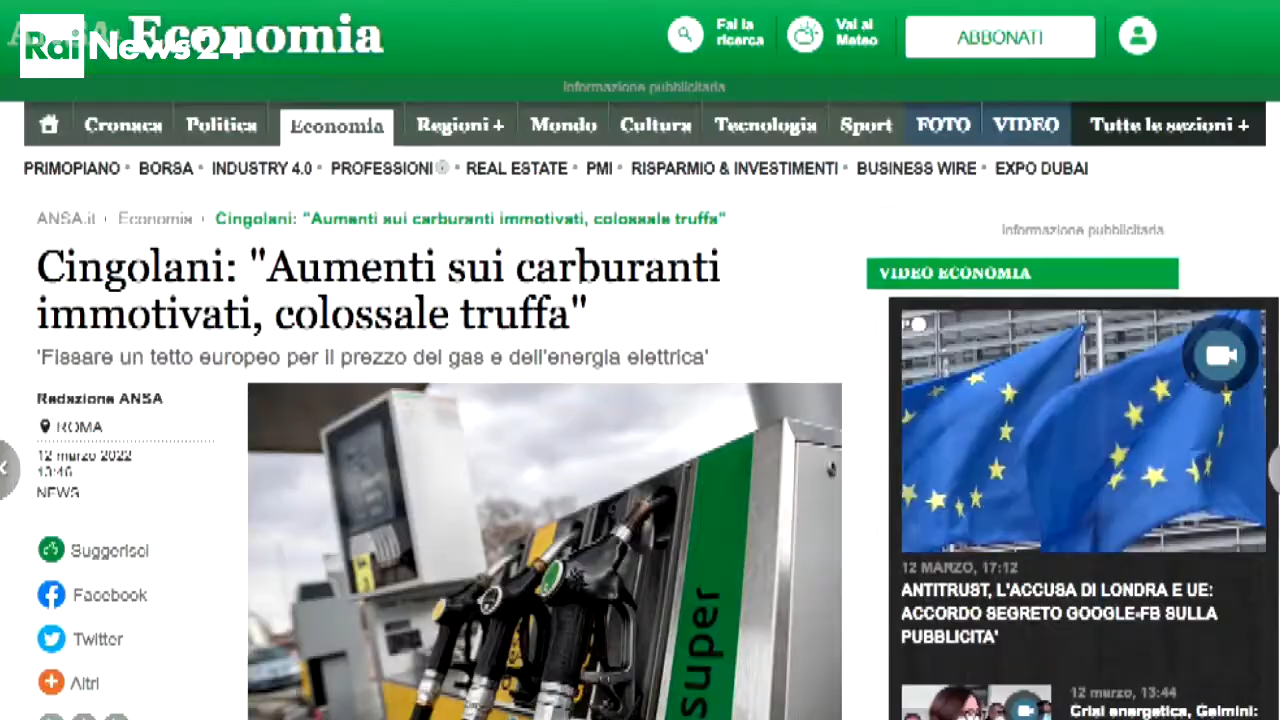 ANSA Economia
Rai News 24
Fai la
ricerca
Vai al
Meteo
ABBONATI
Informazione pubblicitaria
Cronaca Politica Economia Regioni + Mondo Cultura Tecnologia Sport FOTO VIDEO Tutte le sezioni +
PRIMOPIANO • BORSA • INDUSTRY 4.0 • PROFESSIONI • REAL ESTATE • PMI • RISPARMIO & INVESTIMENTI • BUSINESS WIRE • EXPO DUBAI
ANSA.it › Economia › Cingolani: "Aumenti sui carburanti immotivati, colossale truffa"
Cingolani: "Aumenti sui carburanti
immotivati, colossale truffa"
'Fissare un tetto europeo per il prezzo del gas e dell'energia elettrica'
Redazione ANSA
ROMA
12 marzo 2022
13:46
NEWS
Suggerisci
Facebook
Twitter
Altri
super
Informazione pubblicitaria
VIDEO ECONOMIA
12 MARZO, 17:12
ANTITRUST, L'ACCUSA DI LONDRA E UE:
ACCORDO SEGRETO GOOGLE-FB SULLA
PUBBLICITA'
12 marzo, 13:44
Crisi energetica, Gelmini: